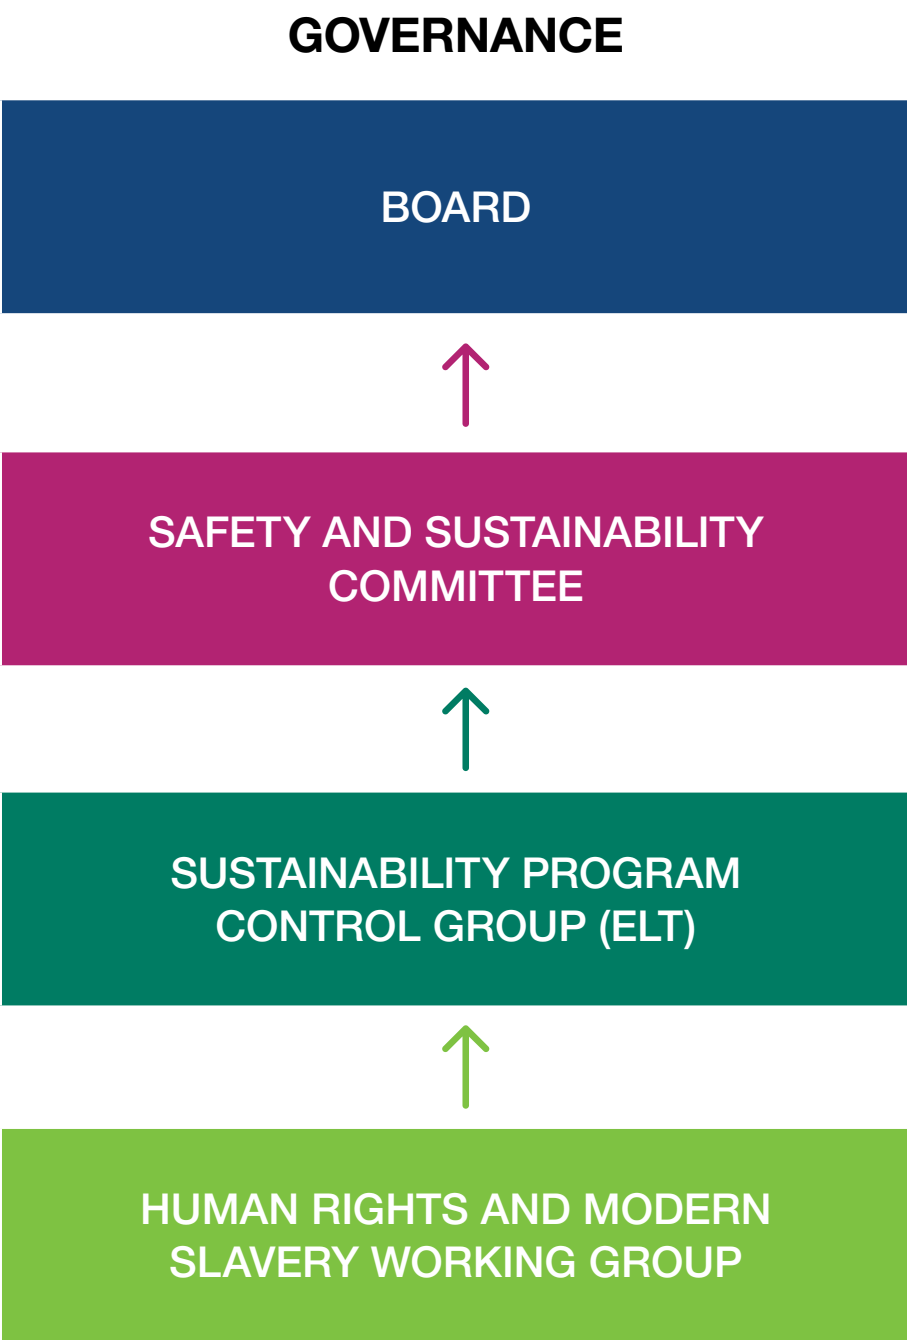 GOVERNANCE
BOARD
SAFETY AND SUSTAINABILITY
COMMITTEE
SUSTAINABILITY PROGRAM
CONTROL GROUP (ELT)
HUMAN RIGHTS AND MODERN
SLAVERY WORKING GROUP